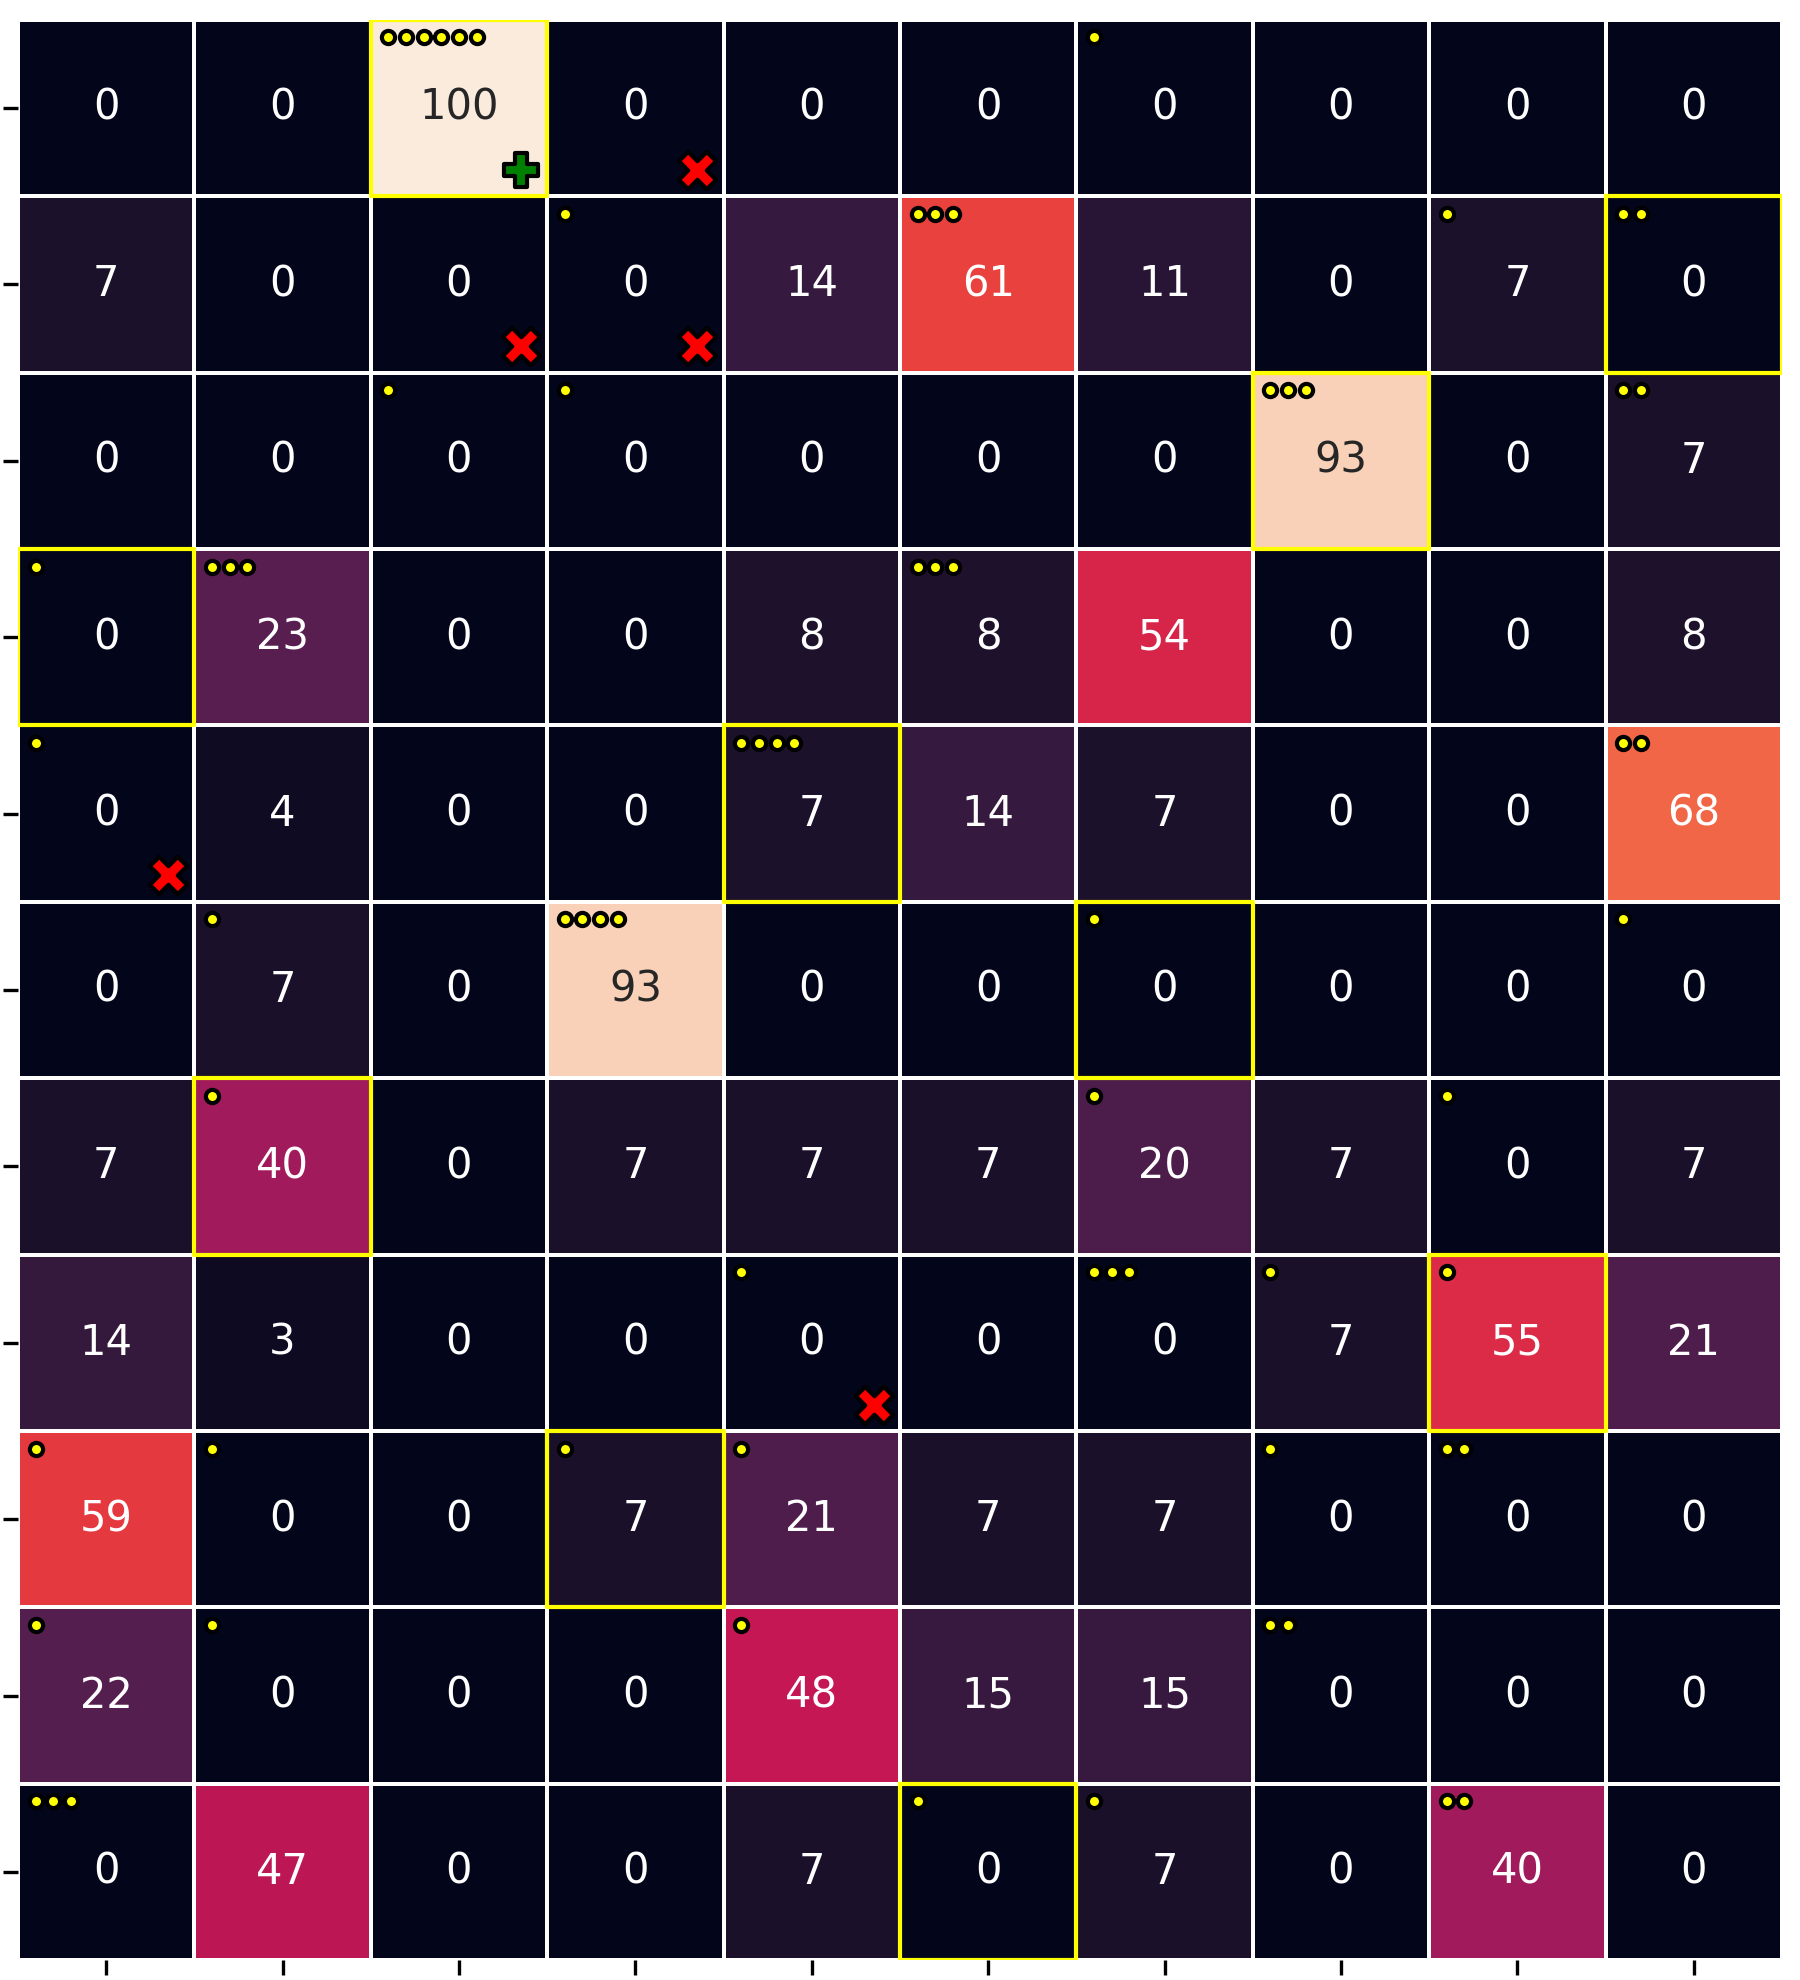 0 0 100 0 0 0 0 0 0 0
7 0 0 0 14 61 11 0 7 0
0 0 0 0 0 0 0 93 0 7
0 23 0 0 8 8 54 0 0 8
0 4 0 0 7 14 7 0 0 68
0 7 0 93 0 0 0 0 0 0
7 40 0 7 7 7 20 7 0 7
14 3 0 0 0 0 0 7 55 21
59 0 0 7 21 7 7 0 0 0
22 0 0 0 48 15 15 0 0 0
0 47 0 0 7 0 7 0 40 0